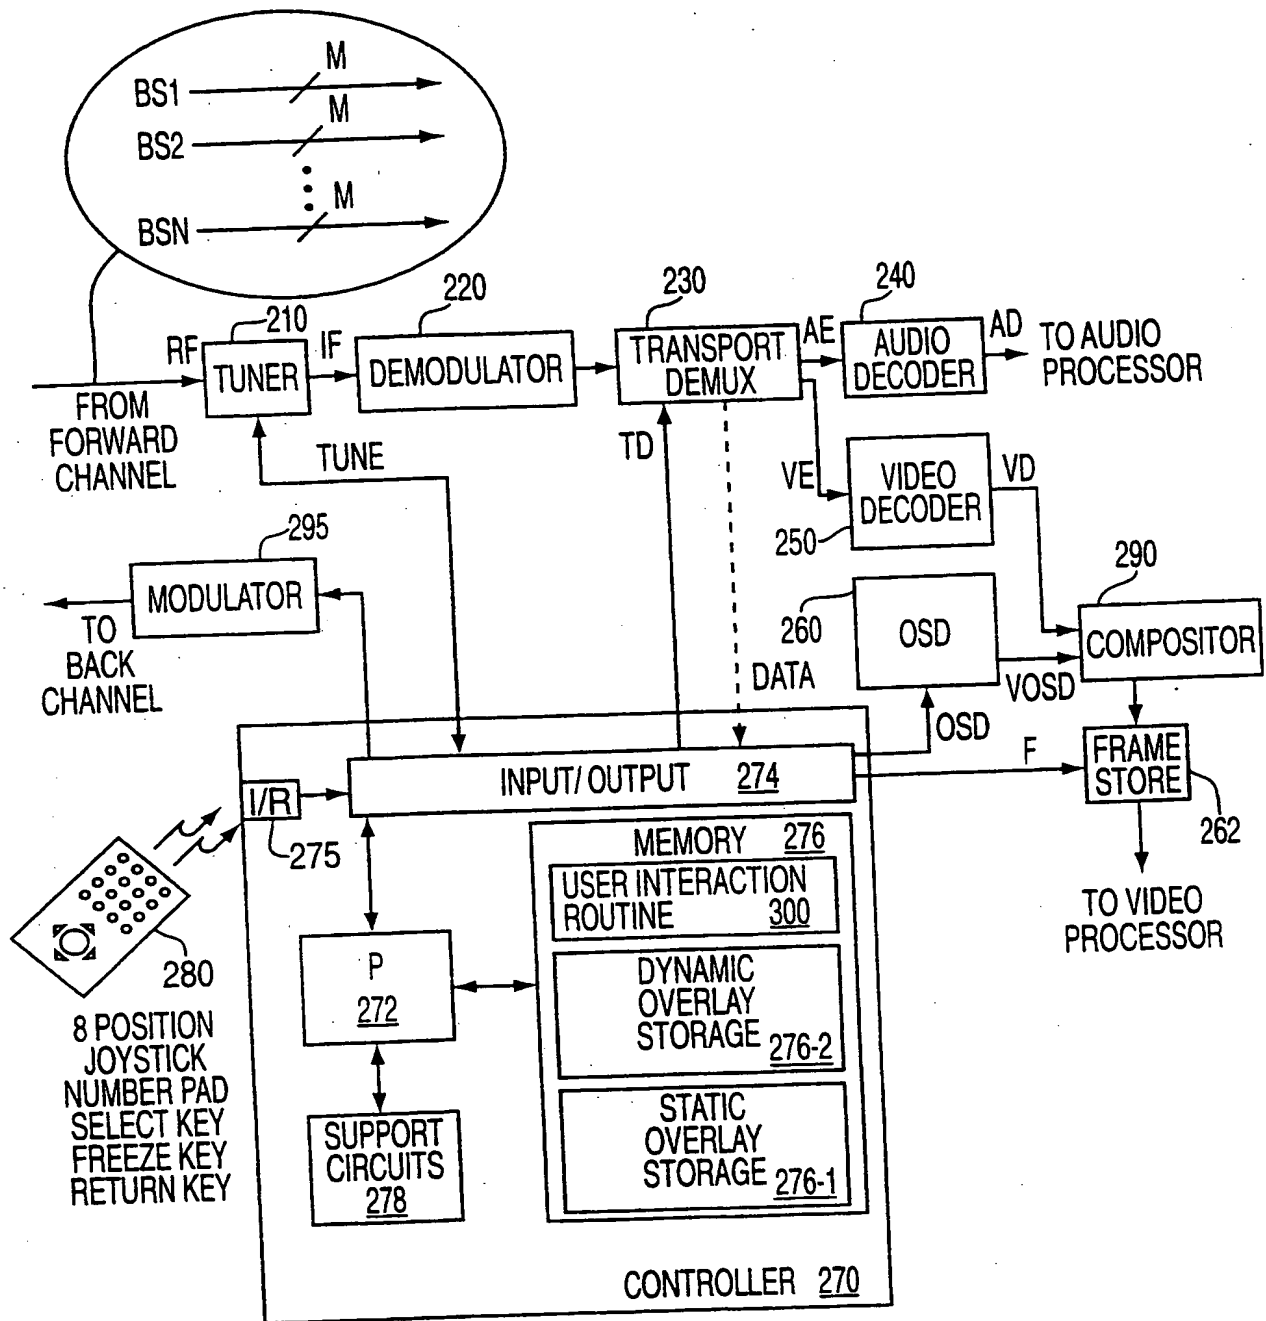 M
BS1
M
BS2
M
BSN
210
220
230
240
RF
TUNER
IF
DEMODULATOR
TRANSPORT
DEMUX
AE
AUDIO
DECODER
AD
TO AUDIO
PROCESSOR
FROM
FORWARD
CHANNEL
TUNE
TD
VE
VIDEO
DECODER
VD
250
295
MODULATOR
TO
BACK
CHANNEL
260
OSD
290
COMPOSITOR
DATA
VOSD
OSD
F
FRAME
STORE
262
TO VIDEO
PROCESSOR
INPUT/OUTPUT 274
I/R
275
280
8 POSITION
JOYSTICK
NUMBER PAD
SELECT KEY
FREEZE KEY
RETURN KEY
MEMORY 276
USER INTERACTION
ROUTINE 300
P
272
DYNAMIC
OVERLAY
STORAGE
276-2
SUPPORT
CIRCUITS
278
STATIC
OVERLAY
STORAGE
276-1
CONTROLLER 270